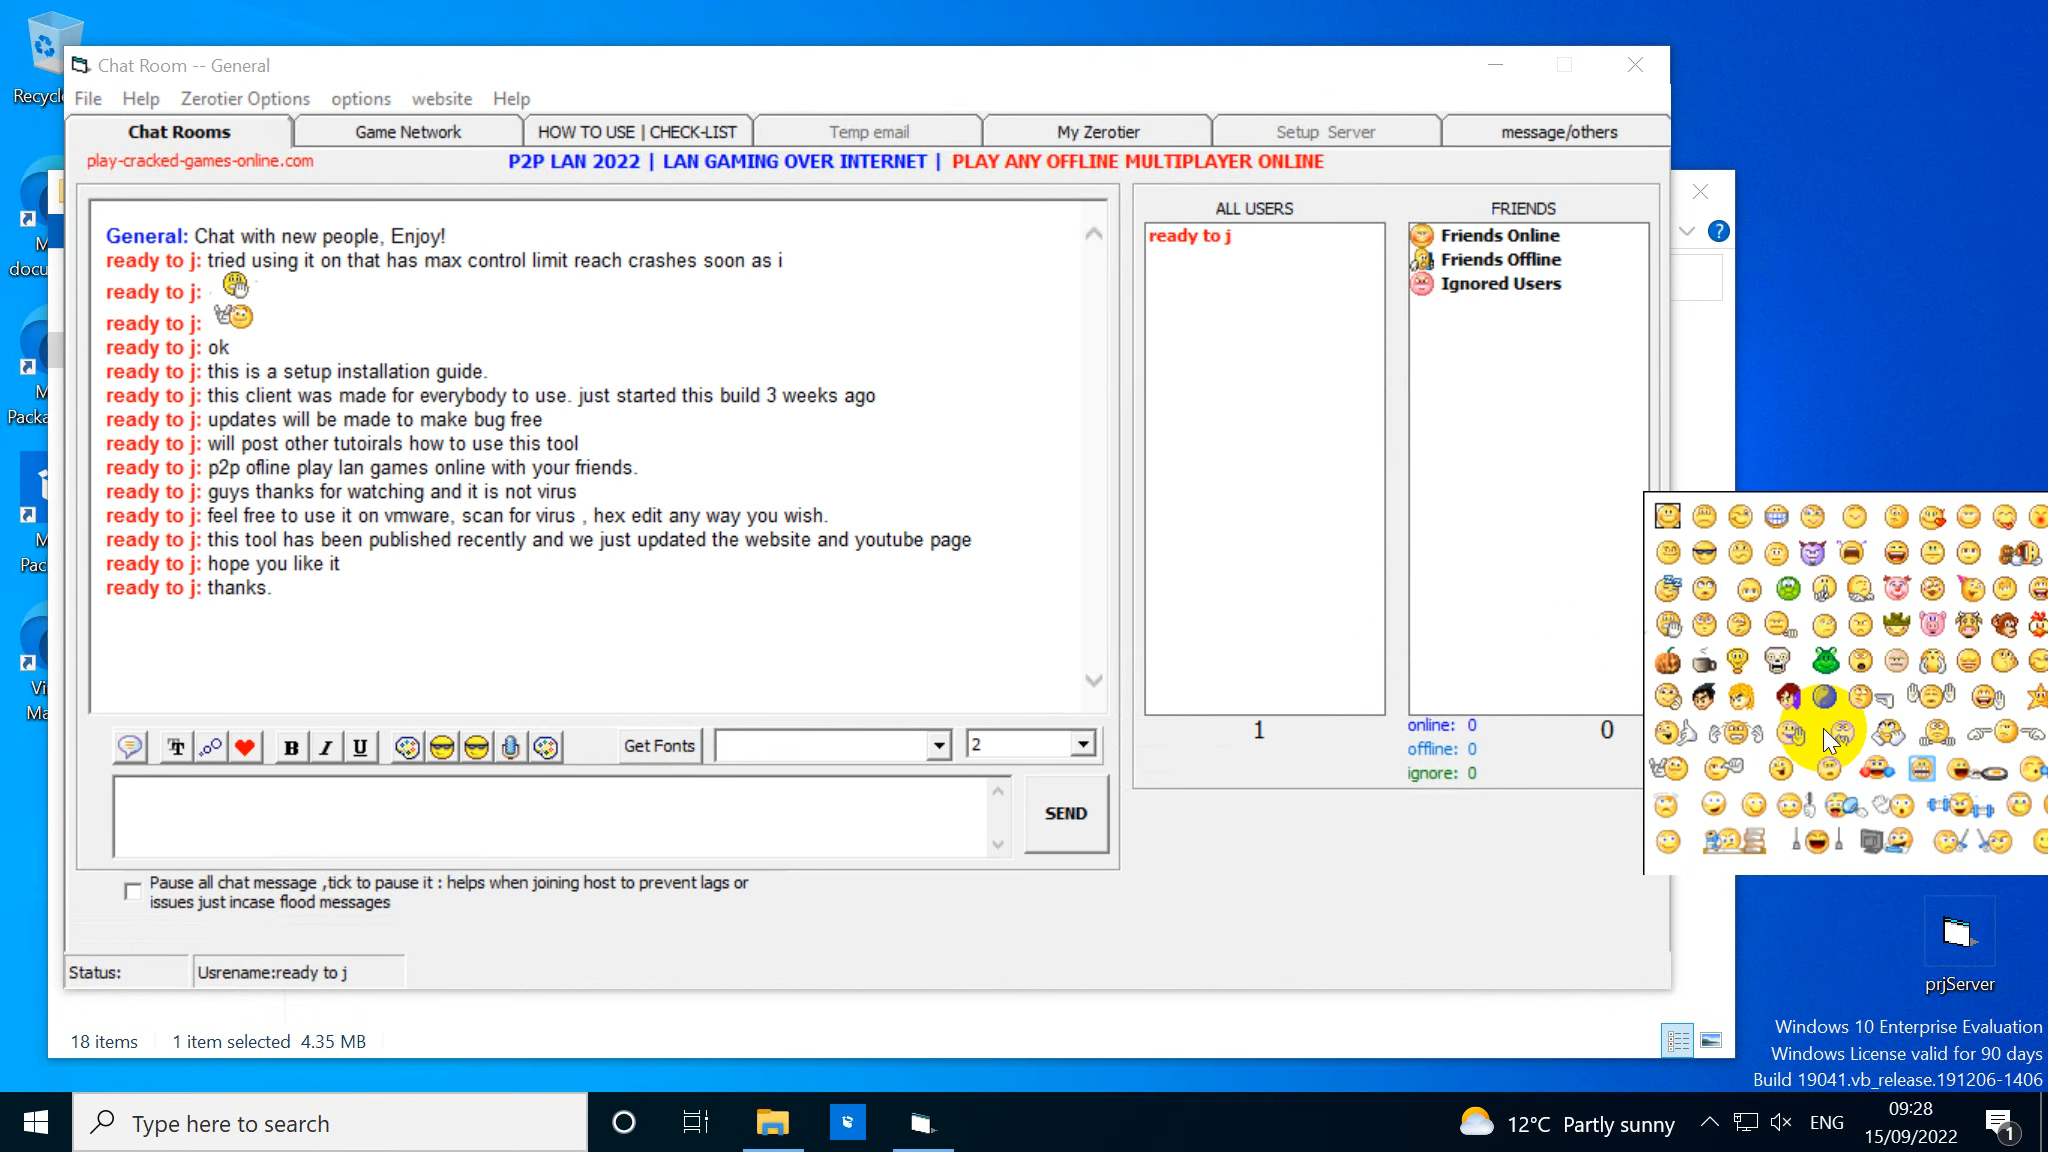 Recycl
Chat Room -- General
File Help Zerotier Options options website Help
Chat Rooms Game Network HOW TO USE | CHECK-LIST Temp email My Zerotier Setup Server message/others
play-cracked-games-online.com P2P LAN 2022 | LAN GAMING OVER INTERNET | PLAY ANY OFFLINE MULTIPLAYER ONLINE
General: Chat with new people, Enjoy!
ready to j: tried using it on that has max control limit reach crashes soon as i
ready to j:
ready to j:
ready to j: ok
ready to j: this is a setup installation guide.
ready to j: this client was made for everybody to use. just started this build 3 weeks ago
ready to j: updates will be made to make bug free
ready to j: will post other tutoirals how to use this tool
ready to j: p2p ofline play lan games online with your friends.
ready to j: guys thanks for watching and it is not virus
ready to j: feel free to use it on vmware, scan for virus , hex edit any way you wish.
ready to j: this tool has been published recently and we just updated the website and youtube page
ready to j: hope you like it
ready to j: thanks.
ALL USERS
ready to j
1
FRIENDS
Friends Online
Friends Offline
Ignored Users
online: 0
offline: 0
ignore: 0
0
B I U Get Fonts 2
SEND
Pause all chat message ,tick to pause it : helps when joining host to prevent lags or
issues just incase flood messages
Status: Usrename:ready to j
18 items 1 item selected 4.35 MB
M
docu
M
Packa
M
Pac
Vi
Ma
?
prjServer
Windows 10 Enterprise Evaluation
Windows License valid for 90 days
Build 19041.vb_release.191206-1406
Type here to search
12°C Partly sunny
ENG
09:28
15/09/2022
1